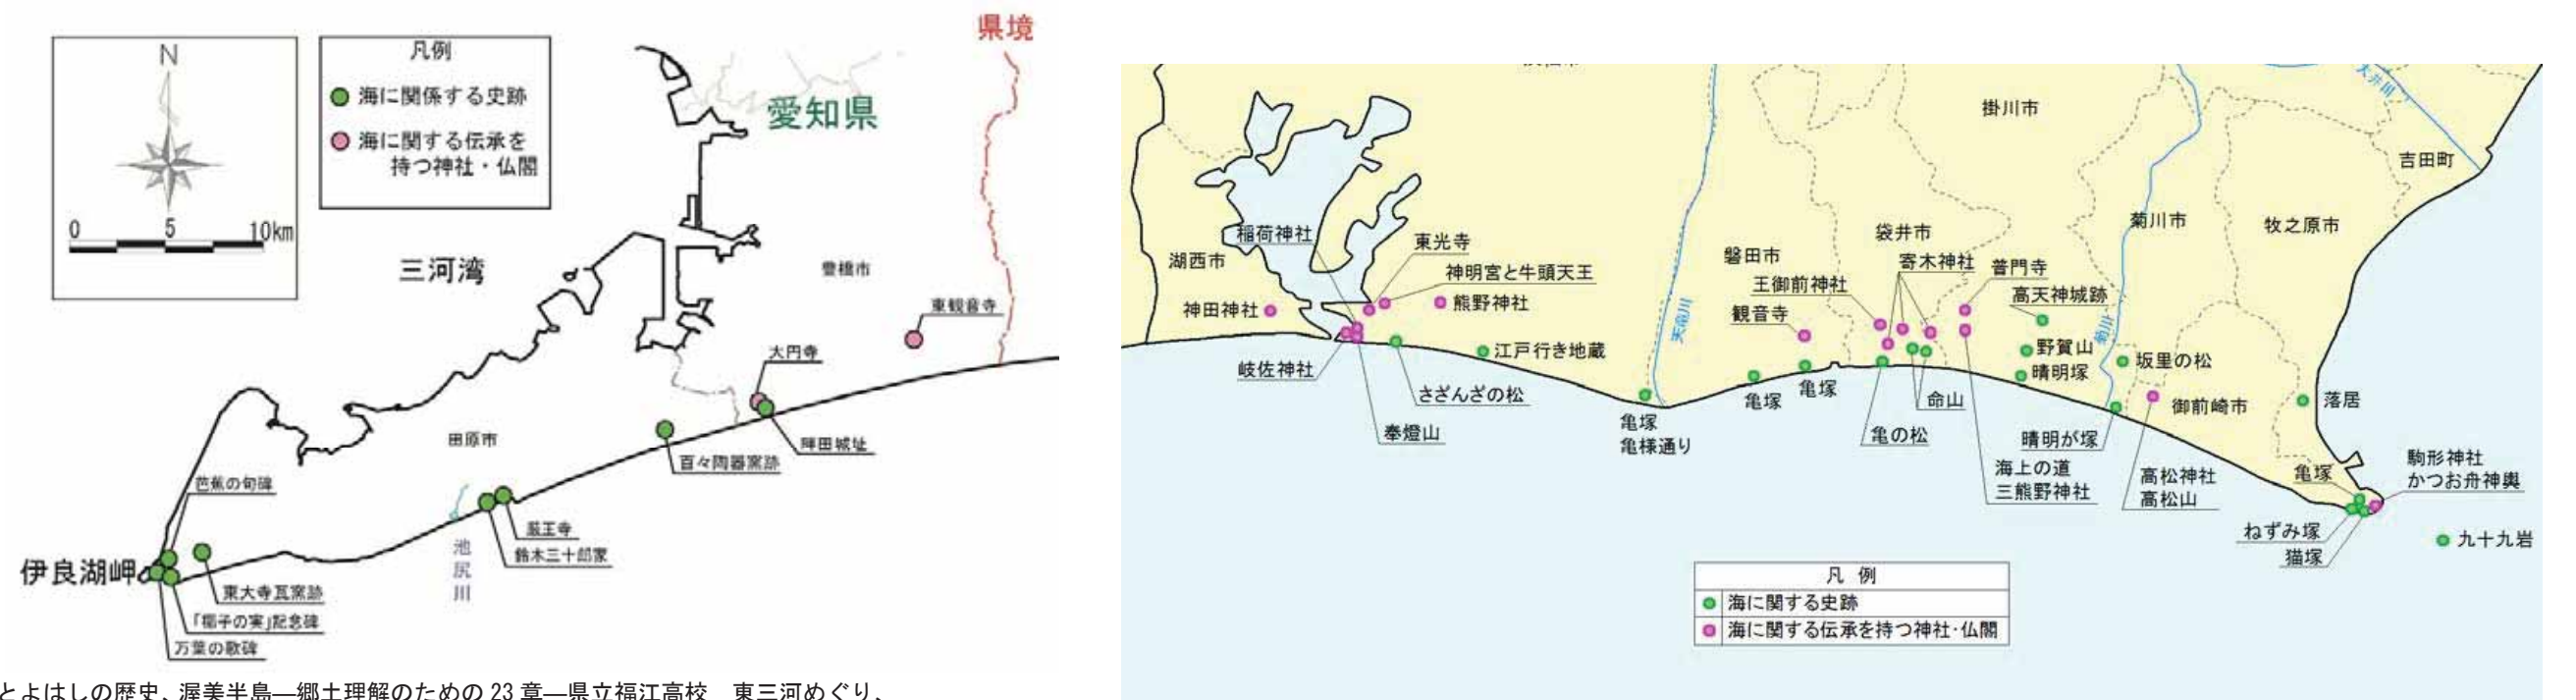 県境
N
凡例
海に関係する史跡
海に関する伝承を
持つ神社・仏閣
0 5 10km
愛知県
三河湾
豊橋市
東観音寺
大円寺
畔田城址
百々陶器窯跡
田原市
芭蕉の句碑
医王寺
鈴木三十郎家
池尻川
伊良湖岬
東大寺瓦窯跡
「椰子の実」記念碑
万葉の歌碑
とよはしの歴史、渥美半島―郷土理解のための 23 章―県立福江高校 東三河めぐり、
大井川
掛川市
吉田町
菊川市
牧之原市
袋井市
磐田市
湖西市
稲荷神社
東光寺
神明宮と牛頭天王
熊野神社
神田神社
岐佐神社
さざんざの松
奉燈山
江戸行き地蔵
天竜川
寄木神社
普門寺
王御前神社
高天神城跡
観音寺
菊川
野賀山
晴明塚
坂里の松
亀塚
亀様通り
亀塚
亀塚
亀の松
命山
海上の道
三熊野神社
晴明が塚
高松神社
高松山
御前崎市
落居
亀塚
駒形神社
かつお舟神輿
ねずみ塚
猫塚
九十九岩
凡 例
海に関する史跡
海に関する伝承を持つ神社・仏閣